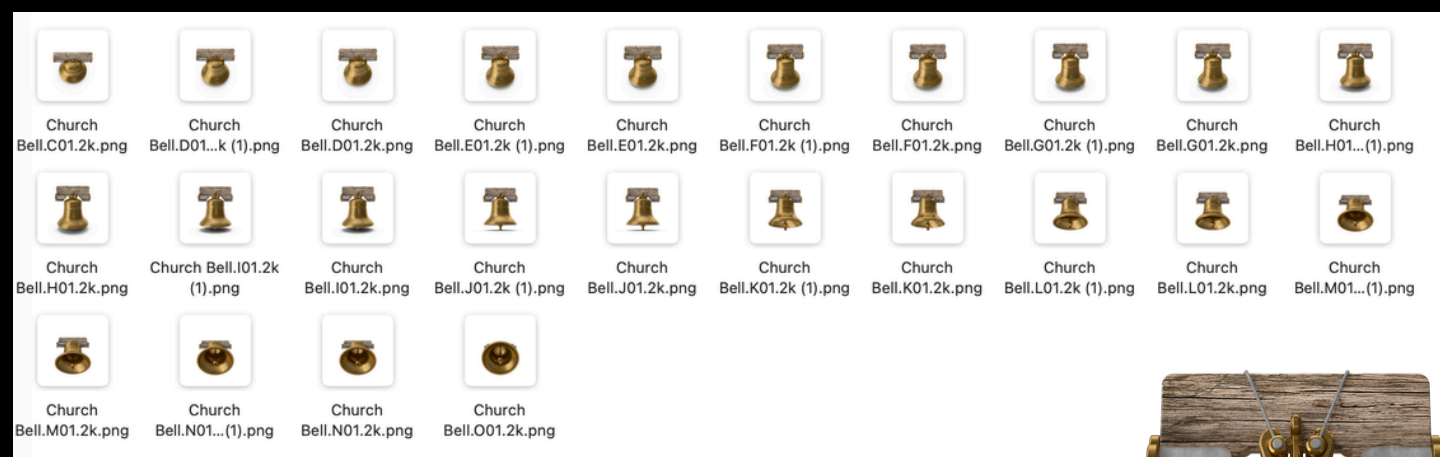 Church
Bell.C01.2k.png
Church
Bell.D01...k (1).png
Church
Bell.D01.2k.png
Church
Bell.E01.2k (1).png
Church
Bell.E01.2k.png
Church
Bell.F01.2k (1).png
Church
Bell.F01.2k.png
Church
Bell.G01.2k (1).png
Church
Bell.G01.2k.png
Church
Bell.H01...(1).png
Church
Bell.H01.2k.png
Church Bell.I01.2k
(1).png
Church
Bell.I01.2k.png
Church
Bell.J01.2k (1).png
Church
Bell.J01.2k.png
Church
Bell.K01.2k (1).png
Church
Bell.K01.2k.png
Church
Bell.L01.2k (1).png
Church
Bell.L01.2k.png
Church
Bell.M01...(1).png
Church
Bell.M01.2k.png
Church
Bell.N01...(1).png
Church
Bell.N01.2k.png
Church
Bell.O01.2k.png